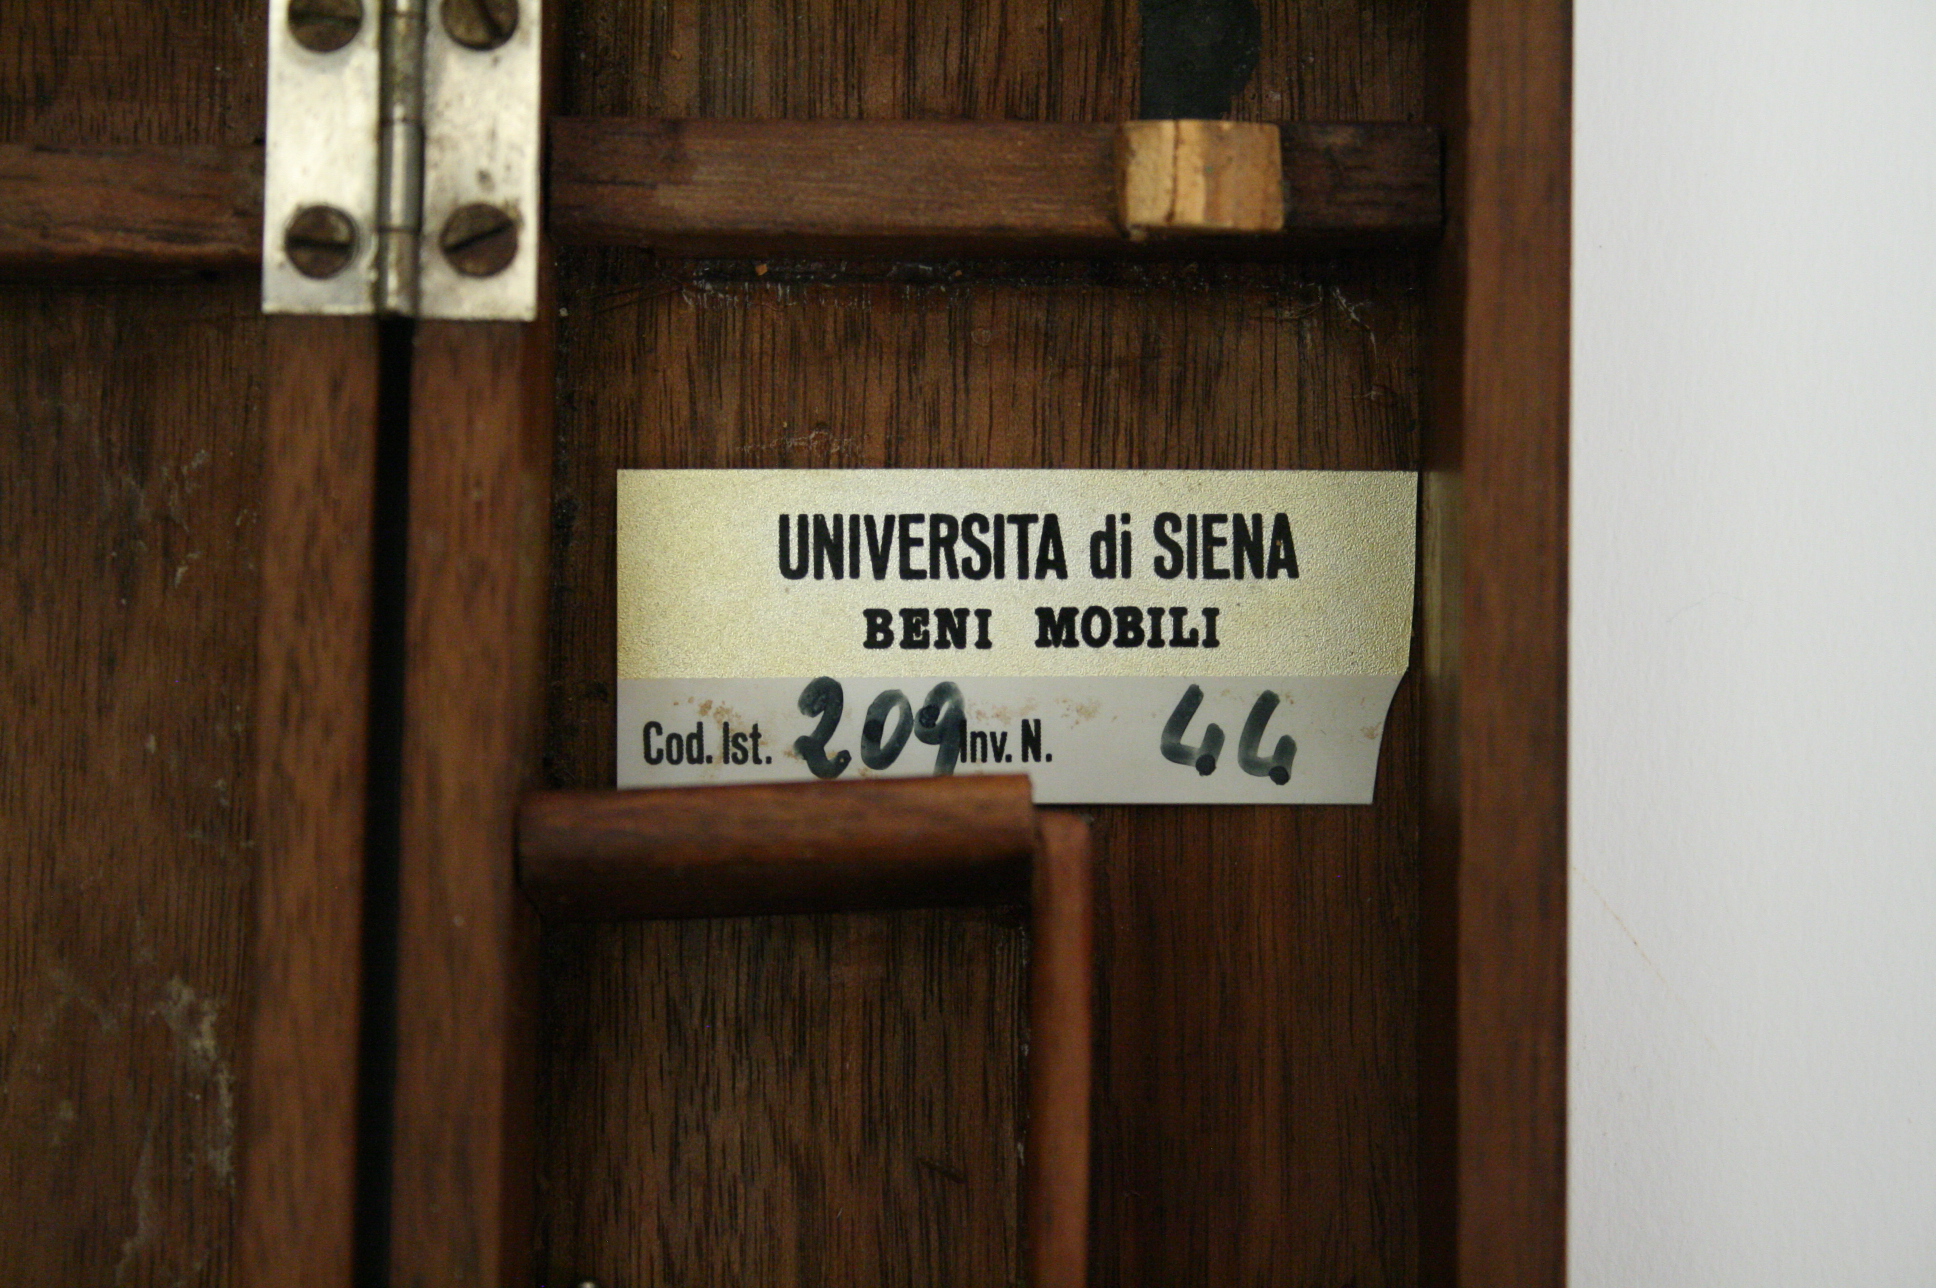 UNIVERSITA di SIENA
BENI MOBILI
Cod. Ist. 209 Inv. N. 44